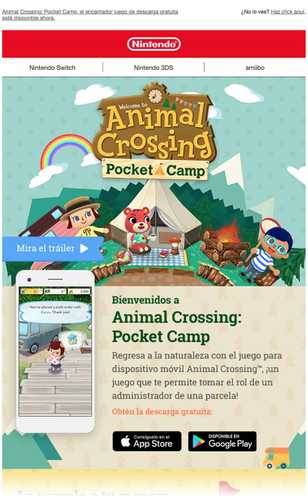 Animal Crossing: Pocket Camp, el encantador juego de descarga gratuita
está disponible ahora.
¿No lo ves? Haz click aquí.
Nintendo
Nintendo Switch
Nintendo 3DS
amiibo
Welcome to
Animal
Crossing
Pocket Camp
Mira el tráiler
Bienvenidos a
Animal Crossing:
Pocket Camp
Regresa a la naturaleza con el juego para
dispositivo móvil Animal Crossing™, ¡un
juego que te permite tomar el rol de un
administrador de una parcela!
Obtén la descarga gratuita:
Consíguelo en el
App Store
DISPONIBLE EN
Google Play